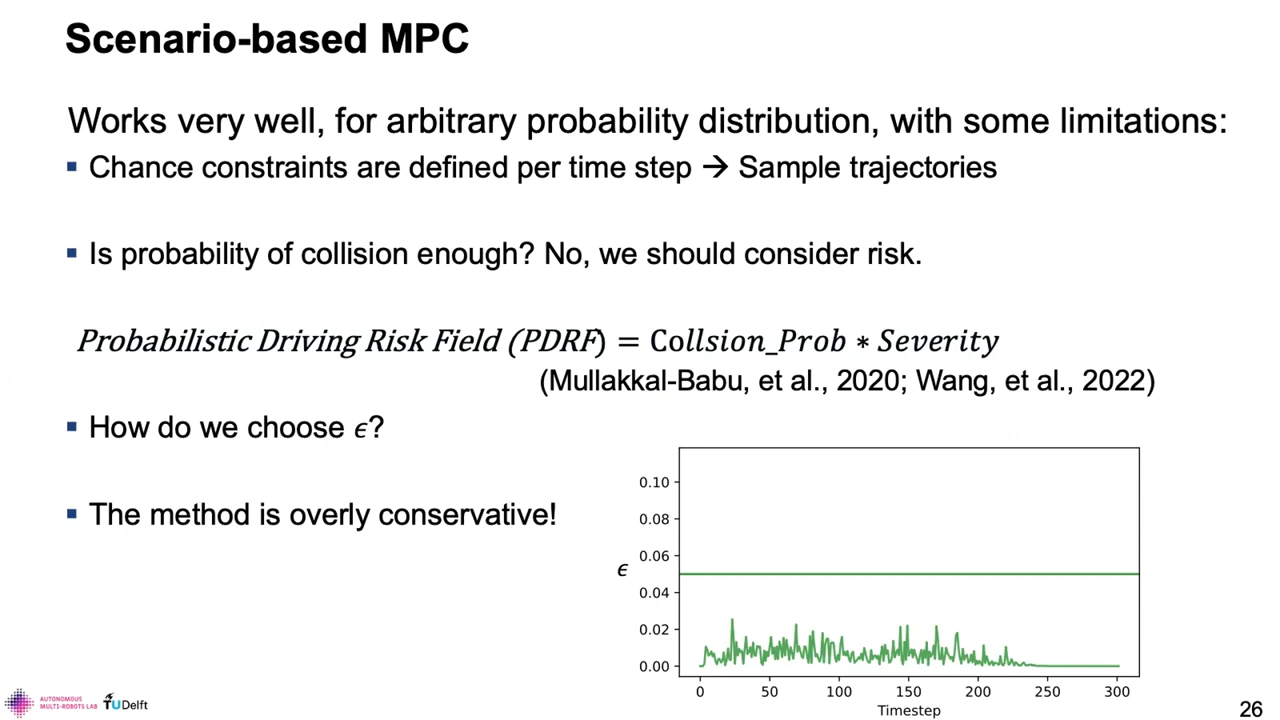 Scenario-based MPC
Works very well, for arbitrary probability distribution, with some limitations:
▪ Chance constraints are defined per time step → Sample trajectories
▪ Is probability of collision enough? No, we should consider risk.
Probabilistic Driving Risk Field (PDRF) = Collsion_Prob ∗ Severity
(Mullakkal-Babu, et al., 2020; Wang, et al., 2022)
▪ How do we choose ϵ?
▪ The method is overly conservative!
0.10
0.08
0.06
ϵ
0.04
0.02
0.00
0 50 100 150 200 250 300
Timestep
AUTONOMOUS
MULTI-ROBOTS LAB
TUDelft
26